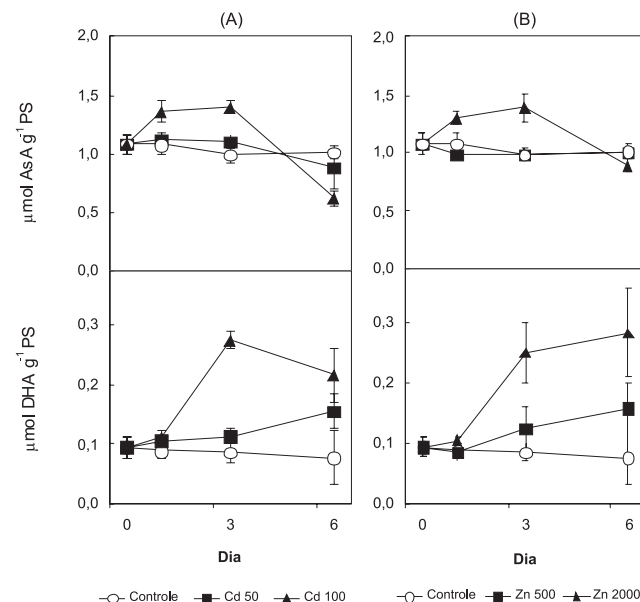 (A) (B)
2,0 2,0
1,5 1,5
1,0 1,0
0,5 0,5
0,0 0,0
µmol AsA g-1 PS
0,3 0,3
0,2 0,2
0,1 0,1
0,0 0,0
µmol DHA g-1 PS
0 3 6 0 3 6
Dia Dia
Controle Cd 50 Cd 100 Controle Zn 500 Zn 2000